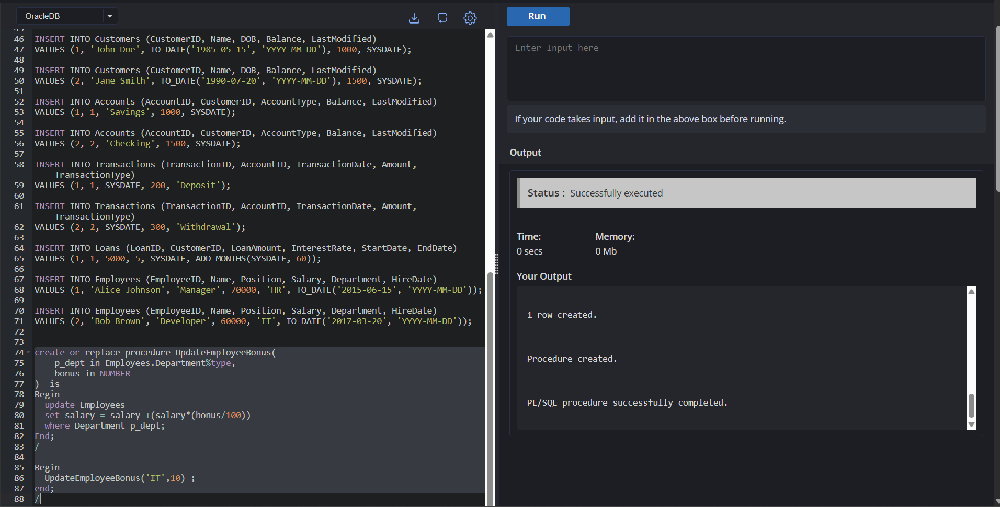 OracleDB
46 INSERT INTO Customers (CustomerID, Name, DOB, Balance, LastModified)
47 VALUES (1, 'John Doe', TO_DATE('1985-05-15', 'YYYY-MM-DD'), 1000, SYSDATE);
48
49 INSERT INTO Customers (CustomerID, Name, DOB, Balance, LastModified)
50 VALUES (2, 'Jane Smith', TO_DATE('1990-07-20', 'YYYY-MM-DD'), 1500, SYSDATE);
51
52 INSERT INTO Accounts (AccountID, CustomerID, AccountType, Balance, LastModified)
53 VALUES (1, 1, 'Savings', 1000, SYSDATE);
54
55 INSERT INTO Accounts (AccountID, CustomerID, AccountType, Balance, LastModified)
56 VALUES (2, 2, 'Checking', 1500, SYSDATE);
57
58 INSERT INTO Transactions (TransactionID, AccountID, TransactionDate, Amount,
TransactionType)
59 VALUES (1, 1, SYSDATE, 200, 'Deposit');
60
61 INSERT INTO Transactions (TransactionID, AccountID, TransactionDate, Amount,
TransactionType)
62 VALUES (2, 2, SYSDATE, 300, 'Withdrawal');
63
64 INSERT INTO Loans (LoanID, CustomerID, LoanAmount, InterestRate, StartDate, EndDate)
65 VALUES (1, 1, 5000, 5, SYSDATE, ADD_MONTHS(SYSDATE, 60));
66
67 INSERT INTO Employees (EmployeeID, Name, Position, Salary, Department, HireDate)
68 VALUES (1, 'Alice Johnson', 'Manager', 70000, 'HR', TO_DATE('2015-06-15', 'YYYY-MM-DD'));
69
70 INSERT INTO Employees (EmployeeID, Name, Position, Salary, Department, HireDate)
71 VALUES (2, 'Bob Brown', 'Developer', 60000, 'IT', TO_DATE('2017-03-20', 'YYYY-MM-DD'));
72
73
74 create or replace procedure UpdateEmployeeBonus(
75 p_dept in Employees.Department%type,
76 bonus in NUMBER
77 ) is
78 Begin
79 update Employees
80 set salary = salary +(salary*(bonus/100))
81 where Department=p_dept;
82 End;
83 /
84
85 Begin
86 UpdateEmployeeBonus('IT',10) ;
87 end;
88 /
Run
Enter Input here
If your code takes input, add it in the above box before running.
Output
Status : Successfully executed
Time:
0 secs
Memory:
0 Mb
Your Output
1 row created.
Procedure created.
PL/SQL procedure successfully completed.